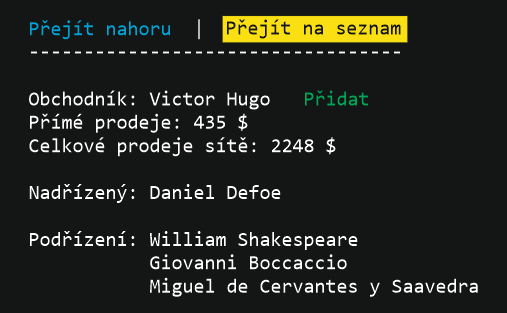 Přejít nahoru | Přejít na seznam
----------------------------------
Obchodník: Victor Hugo Přidat
Přímé prodeje: 435 $
Celkové prodeje sítě: 2248 $
Nadřízený: Daniel Defoe
Podřízení: William Shakespeare
Giovanni Boccaccio
Miguel de Cervantes y Saavedra